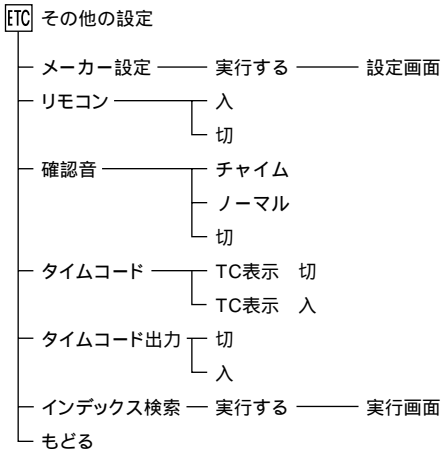 ETC その他の設定
メーカー設定 実行する 設定画面
リモコン 入
切
確認音 チャイム
ノーマル
切
タイムコード TC表示 切
TC表示 入
タイムコード出力 切
入
インデックス検索 実行する 実行画面
もどる